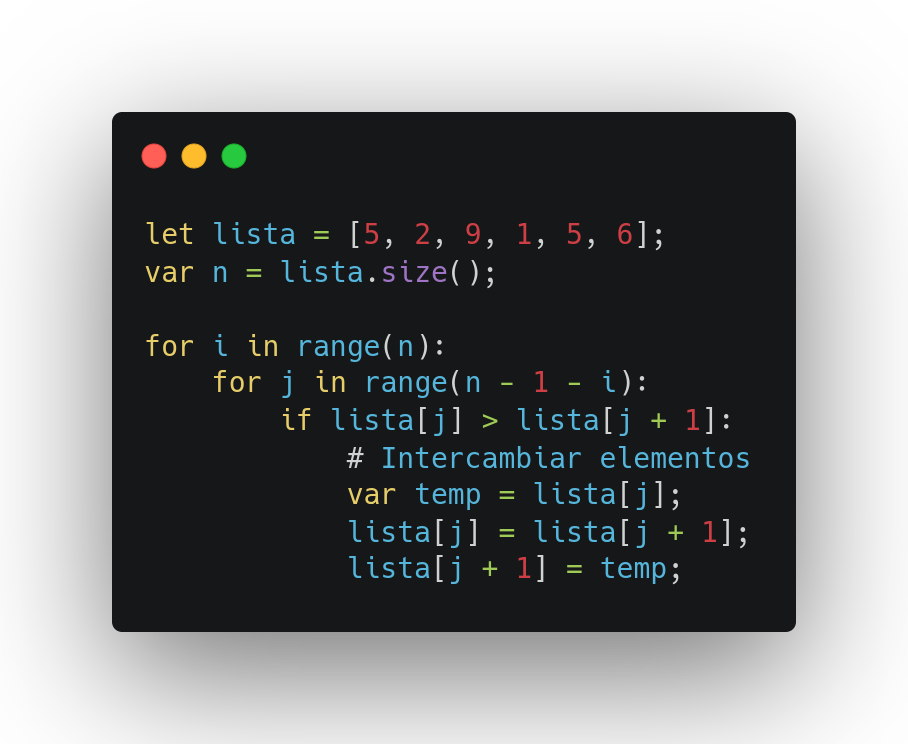 let lista = [5, 2, 9, 1, 5, 6];
var n = lista.size();

for i in range(n):
    for j in range(n - 1 - i):
        if lista[j] > lista[j + 1]:
            # Intercambiar elementos
            var temp = lista[j];
            lista[j] = lista[j + 1];
            lista[j + 1] = temp;